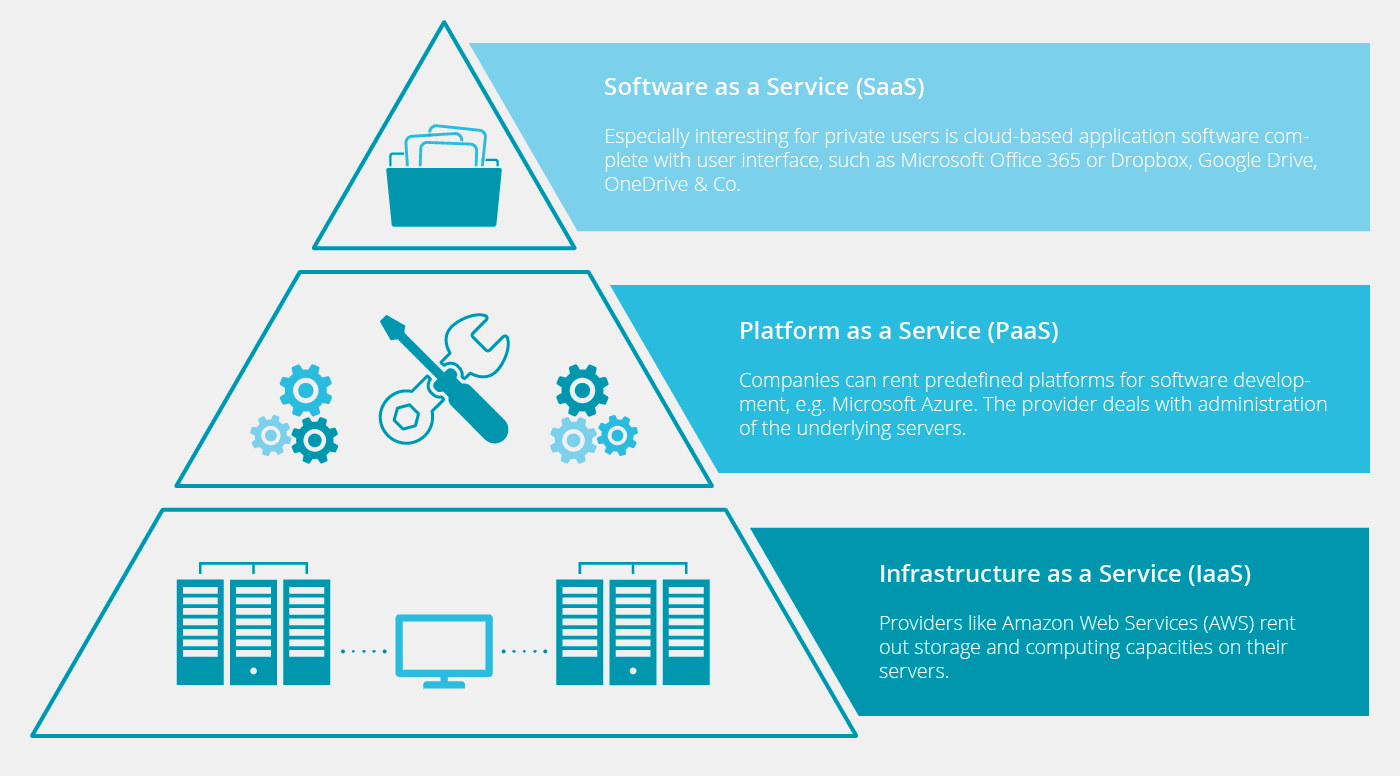 Software as a Service (SaaS)
Especially interesting for private users is cloud-based application software com-
plete with user interface, such as Microsoft Office 365 or Dropbox, Google Drive,
OneDrive & Co.
Platform as a Service (PaaS)
Companies can rent predefined platforms for software develop-
ment, e.g. Microsoft Azure. The provider deals with administration
of the underlying servers.
Infrastructure as a Service (IaaS)
Providers like Amazon Web Services (AWS) rent
out storage and computing capacities on their
servers.